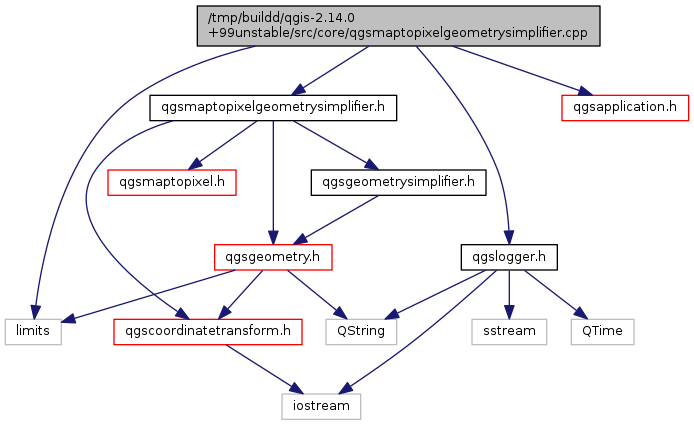 /tmp/buildd/qgis-2.14.0
+99unstable/src/core/qgsmaptopixelgeometrysimplifier.cpp
qgsmaptopixelgeometrysimplifier.h
qgsapplication.h
qgsmaptopixel.h
qgsgeometrysimplifier.h
qgsgeometry.h
qgslogger.h
limits
qgscoordinatetransform.h
QString
sstream
QTime
iostream